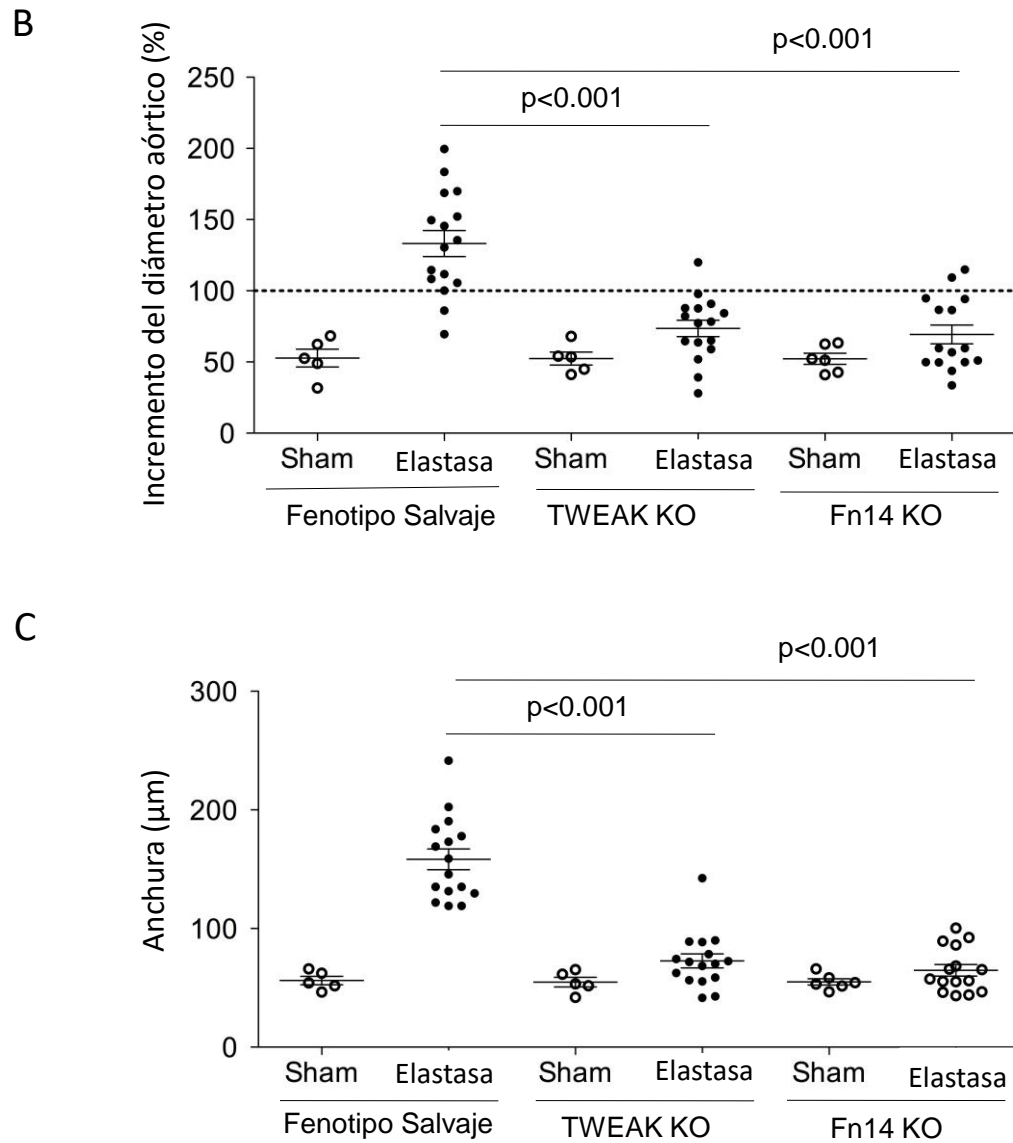 B
Incremento del diámetro aórtico (%)
p<0.001
p<0.001
250
200
150
100
50
0
Sham Elastasa Sham Elastasa Sham Elastasa
Fenotipo Salvaje TWEAK KO Fn14 KO
C
Anchura (µm)
p<0.001
p<0.001
300
200
100
0
Sham Elastasa Sham Elastasa Sham Elastasa
Fenotipo Salvaje TWEAK KO Fn14 KO